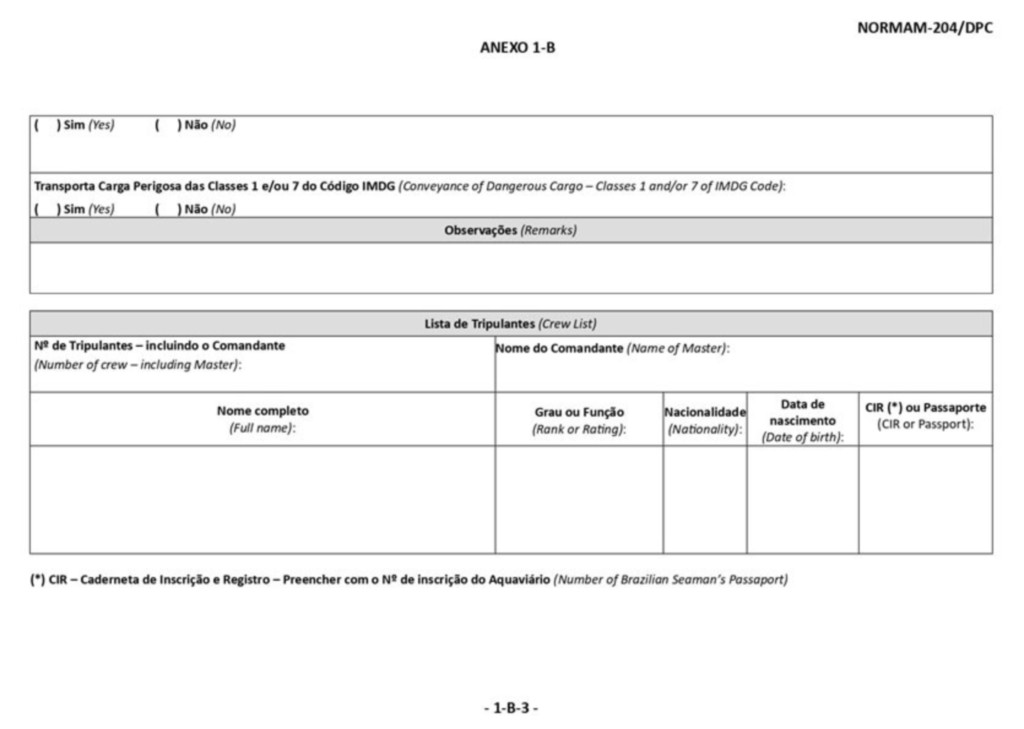 NORMAM-204/DPC
ANEXO 1-B
( ) Sim (Yes) ( ) Não (No)
Transporta Carga Perigosa das Classes 1 e/ou 7 do Código IMDG (Conveyance of Dangerous Cargo – Classes 1 and/or 7 of IMDG Code):
( ) Sim (Yes) ( ) Não (No)
Observações (Remarks)
Lista de Tripulantes (Crew List)
Nº de Tripulantes – incluindo o Comandante
(Number of crew – including Master):
Nome do Comandante (Name of Master):
Nome completo
(Full name):
Grau ou Função
(Rank or Rating):
Nacionalidade
(Nationality):
Data de
nascimento
(Date of birth):
CIR (*) ou Passaporte
(CIR or Passport):
(*) CIR – Caderneta de Inscrição e Registro – Preencher com o Nº de inscrição do Aquaviário (Number of Brazilian Seaman's Passaport)
- 1-B-3 -